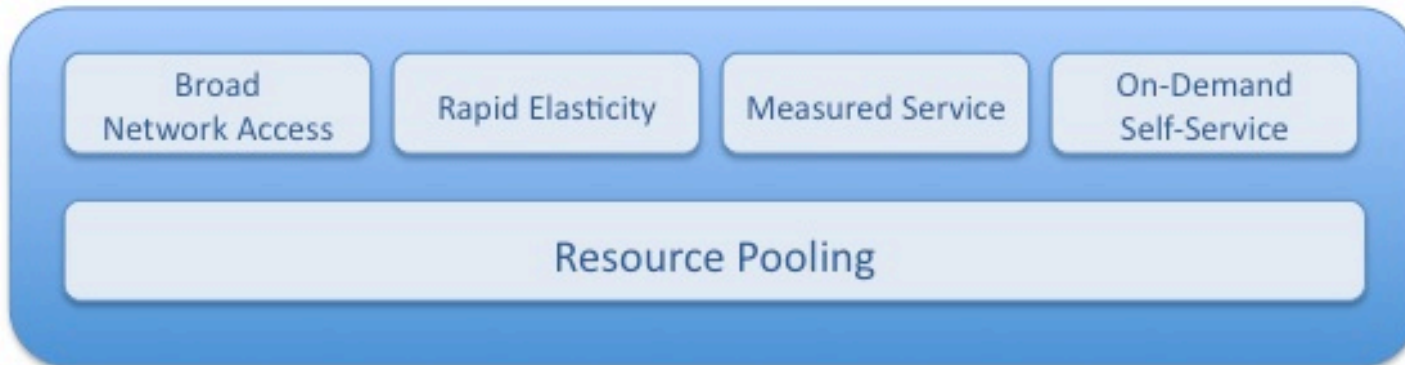 Broad
Network Access
Rapid Elasticity
Measured Service
On-Demand
Self-Service
Resource Pooling